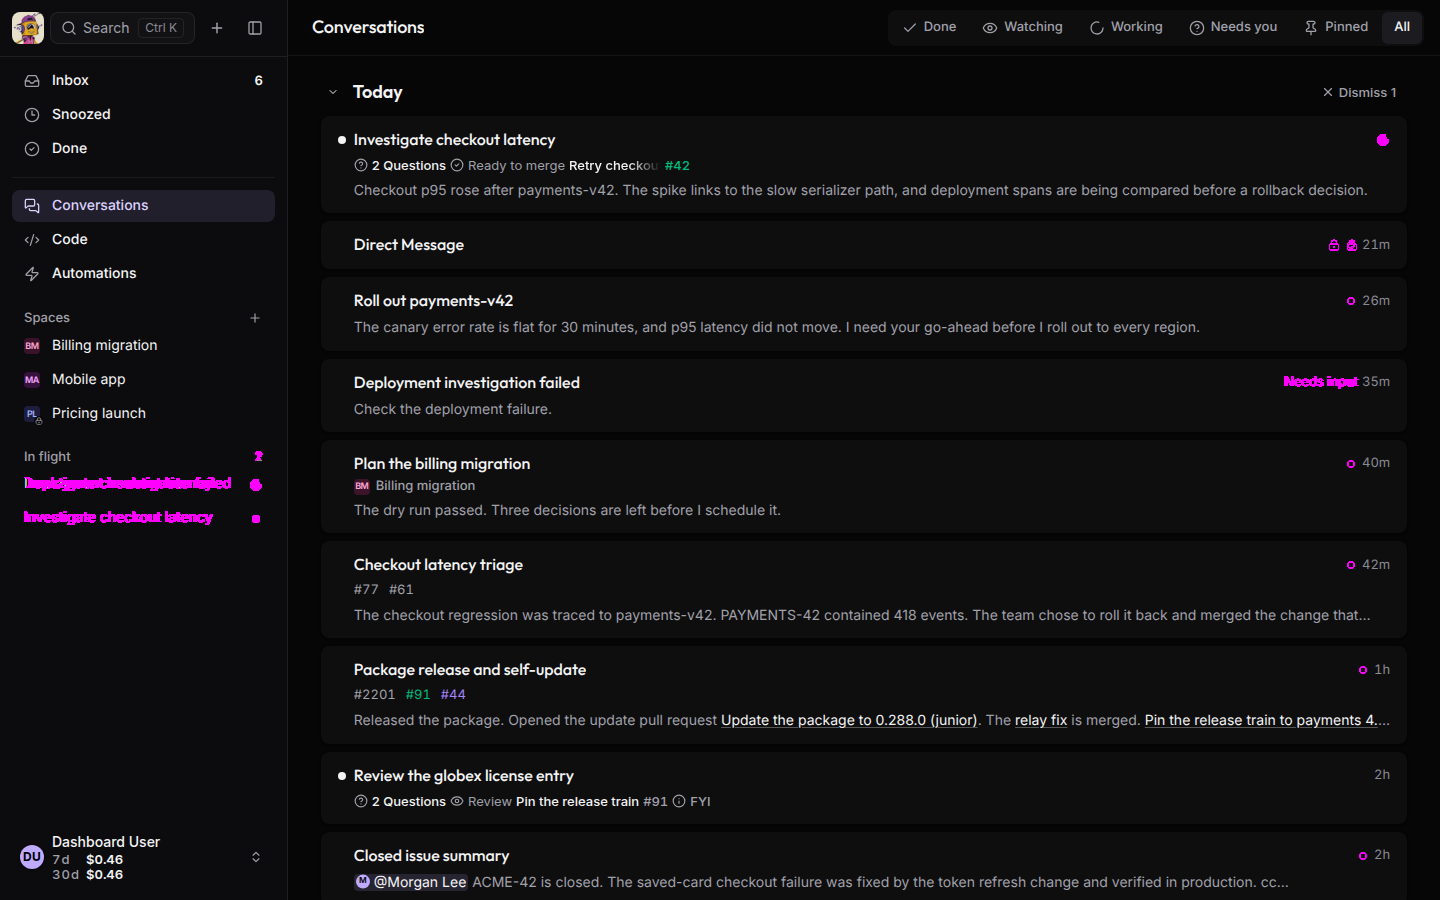 Search Ctrl K
Inbox 6
Snoozed
Done
Conversations
Code
Automations
Spaces
BM Billing migration
MA Mobile app
PL Pricing launch
In flight 2
Investigate checkout latency
DU Dashboard User
7d $0.46
30d $0.46
Conversations
Done Watching Working Needs you Pinned All
Today Dismiss 1
Investigate checkout latency
2 Questions Ready to merge Retry checkou #42
Checkout p95 rose after payments-v42. The spike links to the slow serializer path, and deployment spans are being compared before a rollback decision.
Direct Message 21m
Roll out payments-v42 26m
The canary error rate is flat for 30 minutes, and p95 latency did not move. I need your go-ahead before I roll out to every region.
Deployment investigation failed Needs input 35m
Check the deployment failure.
Plan the billing migration 40m
BM Billing migration
The dry run passed. Three decisions are left before I schedule it.
Checkout latency triage 42m
#77 #61
The checkout regression was traced to payments-v42. PAYMENTS-42 contained 418 events. The team chose to roll it back and merged the change that...
Package release and self-update 1h
#2201 #91 #44
Released the package. Opened the update pull request Update the package to 0.288.0 (junior). The relay fix is merged. Pin the release train to payments 4....
Review the globex license entry 2h
2 Questions Review Pin the release train #91 FYI
Closed issue summary 2h
M @Morgan Lee ACME-42 is closed. The saved-card checkout failure was fixed by the token refresh change and verified in production. cc...